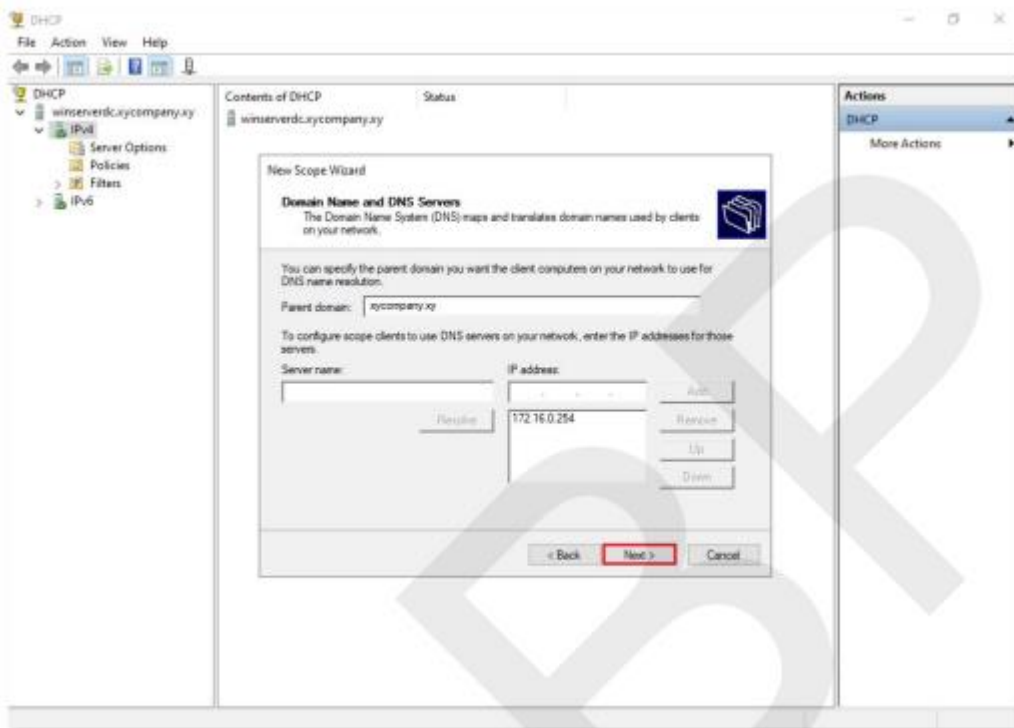 DHCP
File Action View Help
DHCP
winserverdc.xycompany.xy
IPv4
Server Options
Policies
Filters
IPv6
Contents of DHCP Status
winserverdc.xycompany.xy
New Scope Wizard
Domain Name and DNS Servers
The Domain Name System (DNS) maps and translates domain names used by clients
on your network.
You can specify the parent domain you want the client computers on your network to use for
DNS name resolution.
Parent domain: xycompany.xy
To configure scope clients to use DNS servers on your network, enter the IP addresses for those
servers.
Server name: IP address:
Add
Resolve 172.16.0.254 Remove
Up
Down
< Back Next > Cancel
Actions
DHCP
More Actions
BP